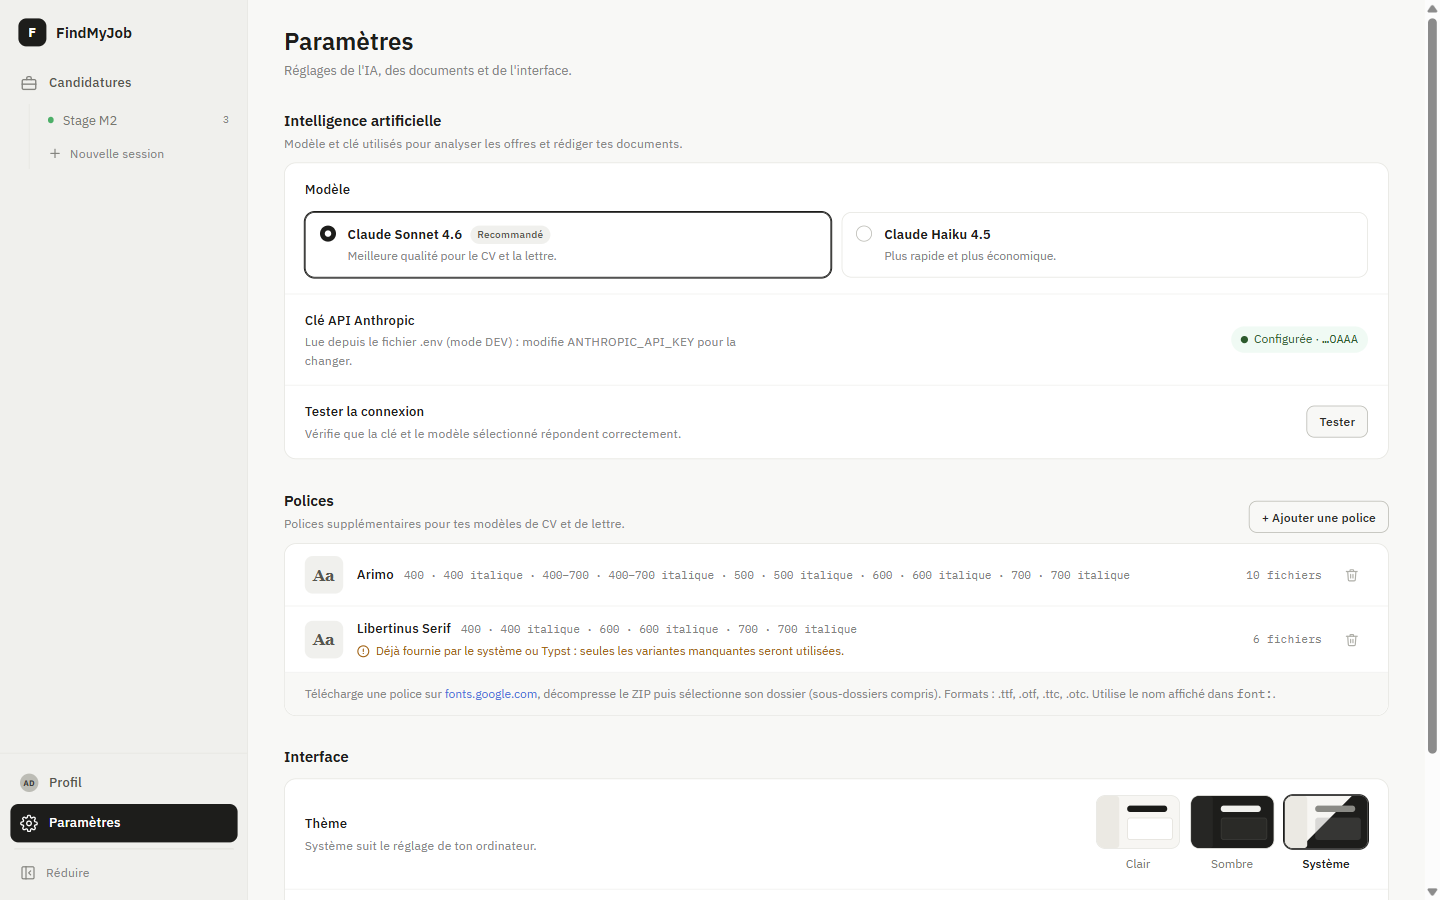 F FindMyJob
Candidatures
Stage M2 3
+ Nouvelle session
AD Profil
Paramètres
Réduire
Paramètres
Réglages de l'IA, des documents et de l'interface.
Intelligence artificielle
Modèle et clé utilisés pour analyser les offres et rédiger tes documents.
Modèle
Claude Sonnet 4.6 Recommandé
Meilleure qualité pour le CV et la lettre.
Claude Haiku 4.5
Plus rapide et plus économique.
Clé API Anthropic
Lue depuis le fichier .env (mode DEV) : modifie ANTHROPIC_API_KEY pour la
changer.
Configurée · …0AAA
Tester la connexion
Vérifie que la clé et le modèle sélectionné répondent correctement.
Tester
Polices
Polices supplémentaires pour tes modèles de CV et de lettre.
+ Ajouter une police
Aa Arimo 400 · 400 italique · 400–700 · 400–700 italique · 500 · 500 italique · 600 · 600 italique · 700 · 700 italique 10 fichiers
Aa Libertinus Serif 400 · 400 italique · 600 · 600 italique · 700 · 700 italique 6 fichiers
Déjà fournie par le système ou Typst : seules les variantes manquantes seront utilisées.
Télécharge une police sur fonts.google.com, décompresse le ZIP puis sélectionne son dossier (sous-dossiers compris). Formats : .ttf, .otf, .ttc, .otc. Utilise le nom affiché dans font:.
Interface
Thème
Système suit le réglage de ton ordinateur.
Clair Sombre Système